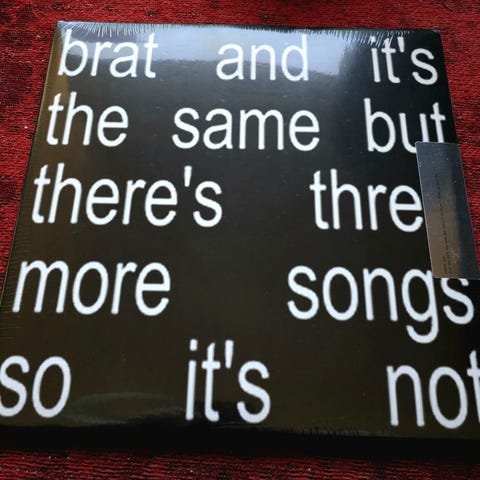 brat and it's
the same but
there's thre
more songs
so it's not